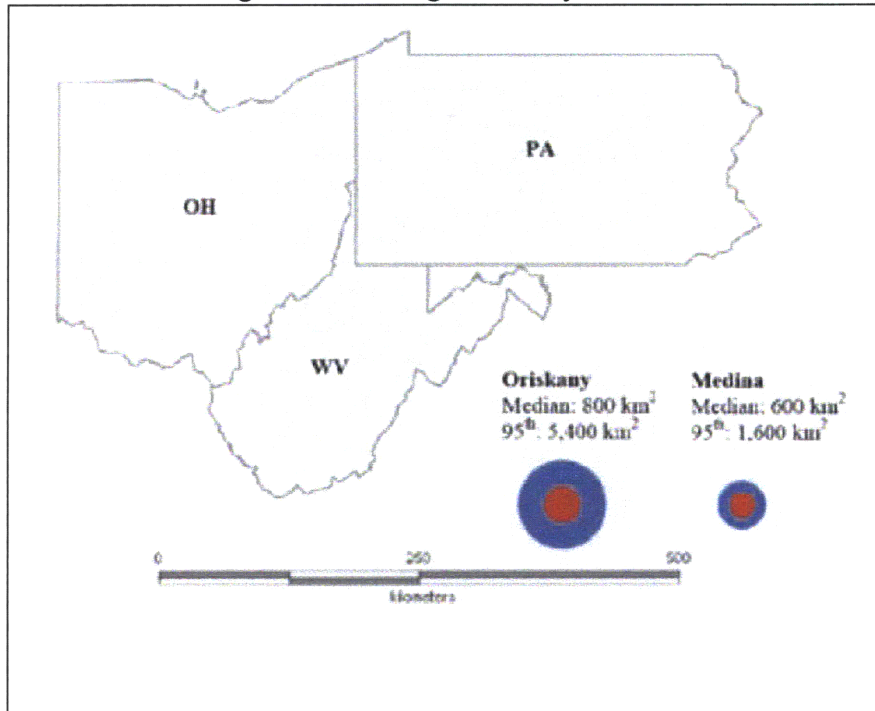 PA
OH
WV
Oriskany
Median: 800 km²
95th: 5,400 km²
Medina
Median: 600 km²
95th: 1,600 km²
0 250 500
kilometers